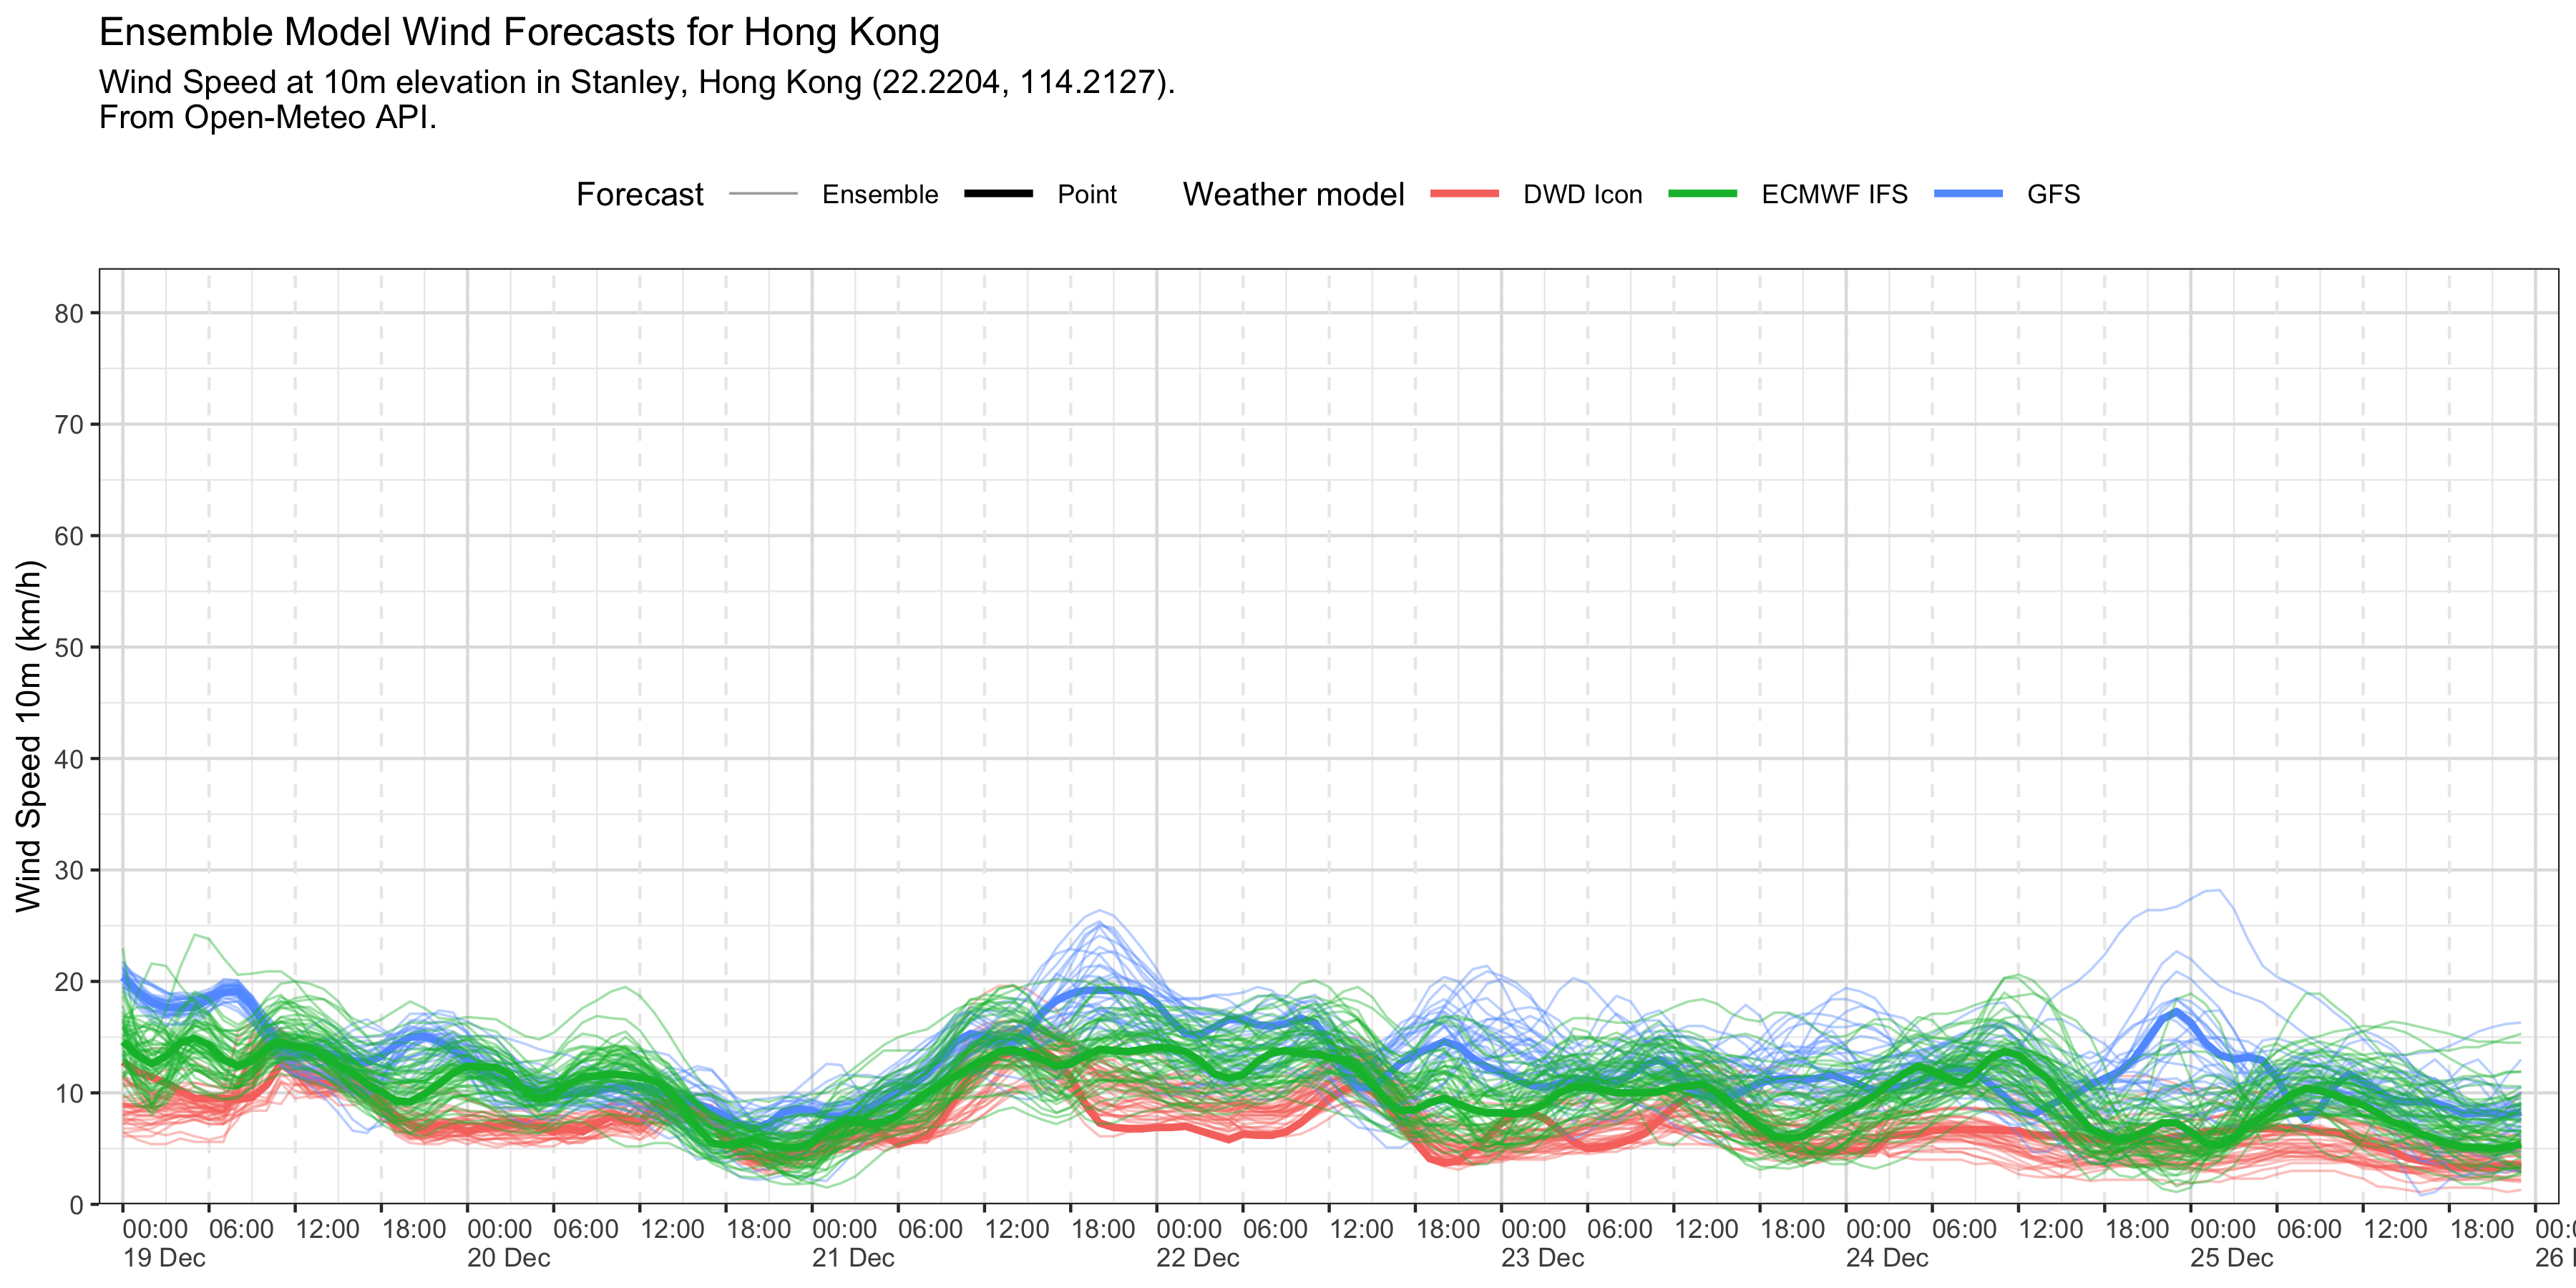 Ensemble Model Wind Forecasts for Hong Kong
Wind Speed at 10m elevation in Stanley, Hong Kong (22.2204, 114.2127).
From Open-Meteo API.
Forecast Ensemble Point Weather model DWD Icon ECMWF IFS GFS
80
70
60
50
40
30
20
10
0
Wind Speed 10m (km/h)
00:00 06:00 12:00 18:00 00:00 06:00 12:00 18:00 00:00 06:00 12:00 18:00 00:00 06:00 12:00 18:00 00:00 06:00 12:00 18:00 00:00 06:00 12:00 18:00 00:00 06:00 12:00 18:00 00:0
19 Dec 20 Dec 21 Dec 22 Dec 23 Dec 24 Dec 25 Dec 26